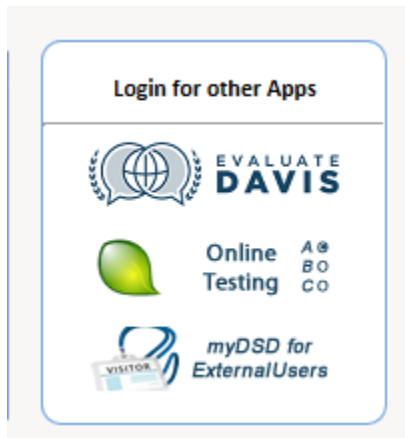 Login for other Apps
EVALUATE
DAVIS
Online
Testing
A
B O
C O
VISITOR
myDSD for
ExternalUsers